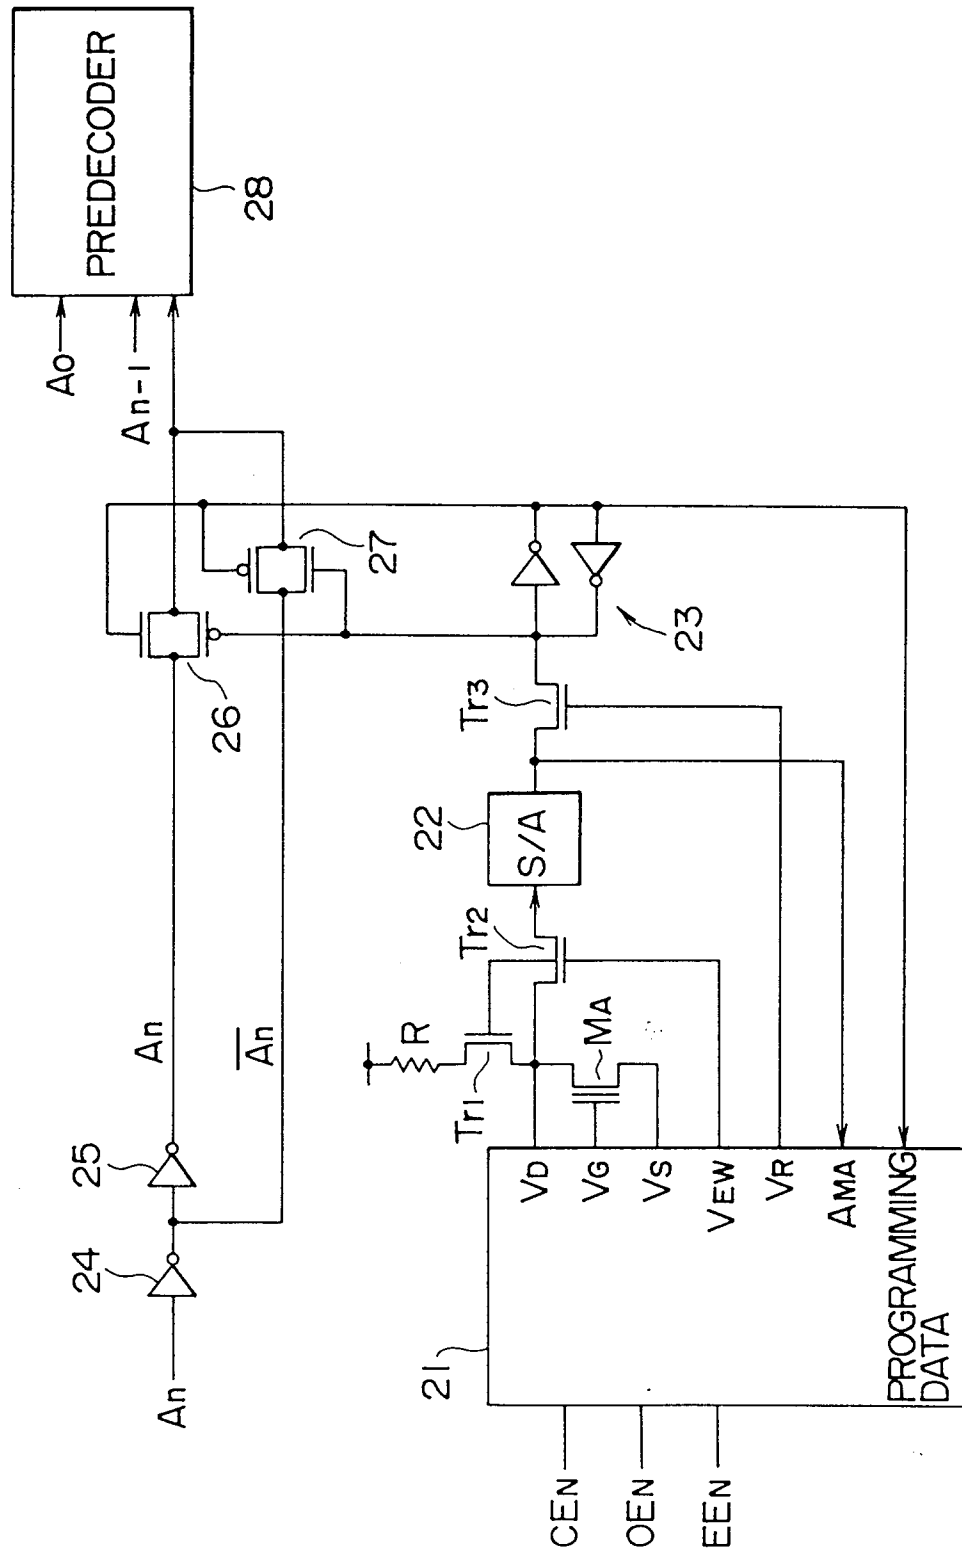 An
24
25
An
An
26
27
A0
An-1
PREDECODER
28
R
Tr1
MA
Tr2
22
S/A
Tr3
23
21
CEN
OEN
EEN
VD
VG
VS
VEW
VR
AMA
PROGRAMMING
DATA